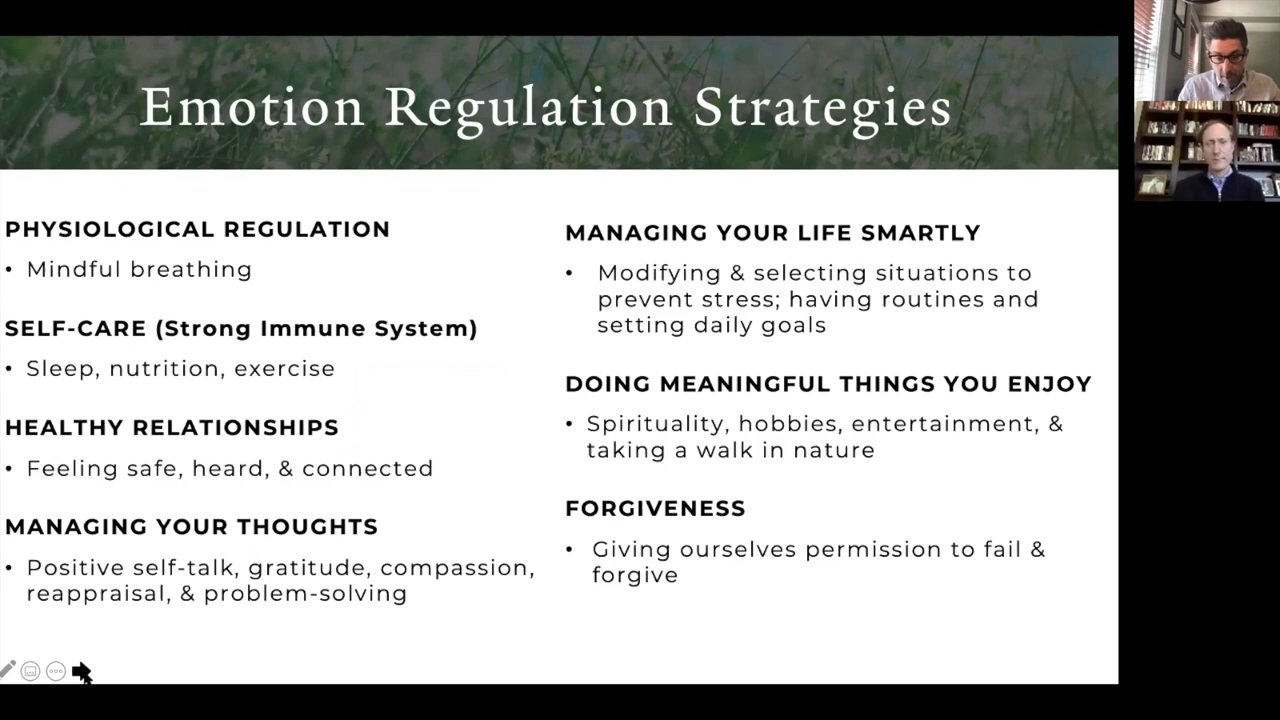 Emotion Regulation Strategies
PHYSIOLOGICAL REGULATION
• Mindful breathing
SELF-CARE (Strong Immune System)
• Sleep, nutrition, exercise
HEALTHY RELATIONSHIPS
• Feeling safe, heard, & connected
MANAGING YOUR THOUGHTS
• Positive self-talk, gratitude, compassion,
reappraisal, & problem-solving
MANAGING YOUR LIFE SMARTLY
• Modifying & selecting situations to
prevent stress; having routines and
setting daily goals
DOING MEANINGFUL THINGS YOU ENJOY
• Spirituality, hobbies, entertainment, &
taking a walk in nature
FORGIVENESS
• Giving ourselves permission to fail &
forgive